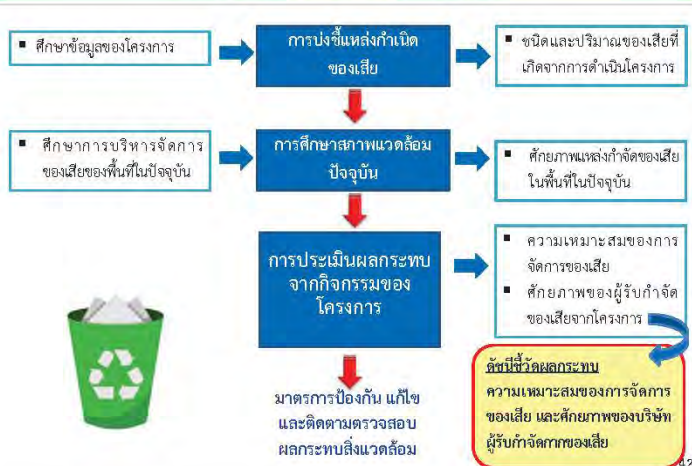 ▪ ศึกษาข้อมูลของโครงการ
การบ่งชี้แหล่งกำเนิด
ของเสีย
▪ ชนิดและปริมาณของเสียที่
เกิดจากการดำเนินโครงการ
▪ ศึกษาการบริหารจัดการ
ของเสียของพื้นที่ในปัจจุบัน
การศึกษาสภาพแวดล้อม
ปัจจุบัน
▪ ศักยภาพแหล่งกำจัดของเสีย
ในพื้นที่ในปัจจุบัน
การประเมินผลกระทบ
จากกิจกรรมของ
โครงการ
▪ ความเหมาะสมของการ
จัดการของเสีย
▪ ศักยภาพของผู้รับกำจัด
ของเสียจากโครงการ
มาตรการป้องกัน แก้ไข
และติดตามตรวจสอบ
ผลกระทบสิ่งแวดล้อม
ดัชนีชี้วัดผลกระทบ
ความเหมาะสมของการจัดการ
ของเสีย และศักยภาพของบริษัท
ผู้รับกำจัดกากของเสีย